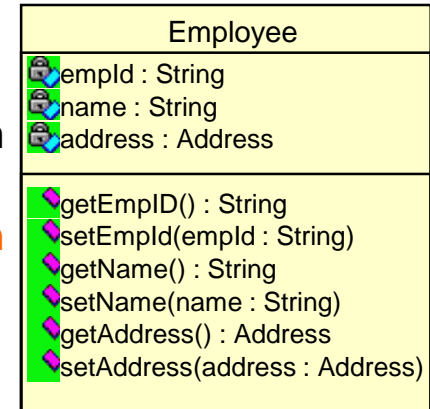 Employee
empId : String
name : String
n
address : Address
getEmpID() : String
n
setEmpId(empId : String)
getName() : String
setName(name : String)
getAddress() : Address
setAddress(address : Address)